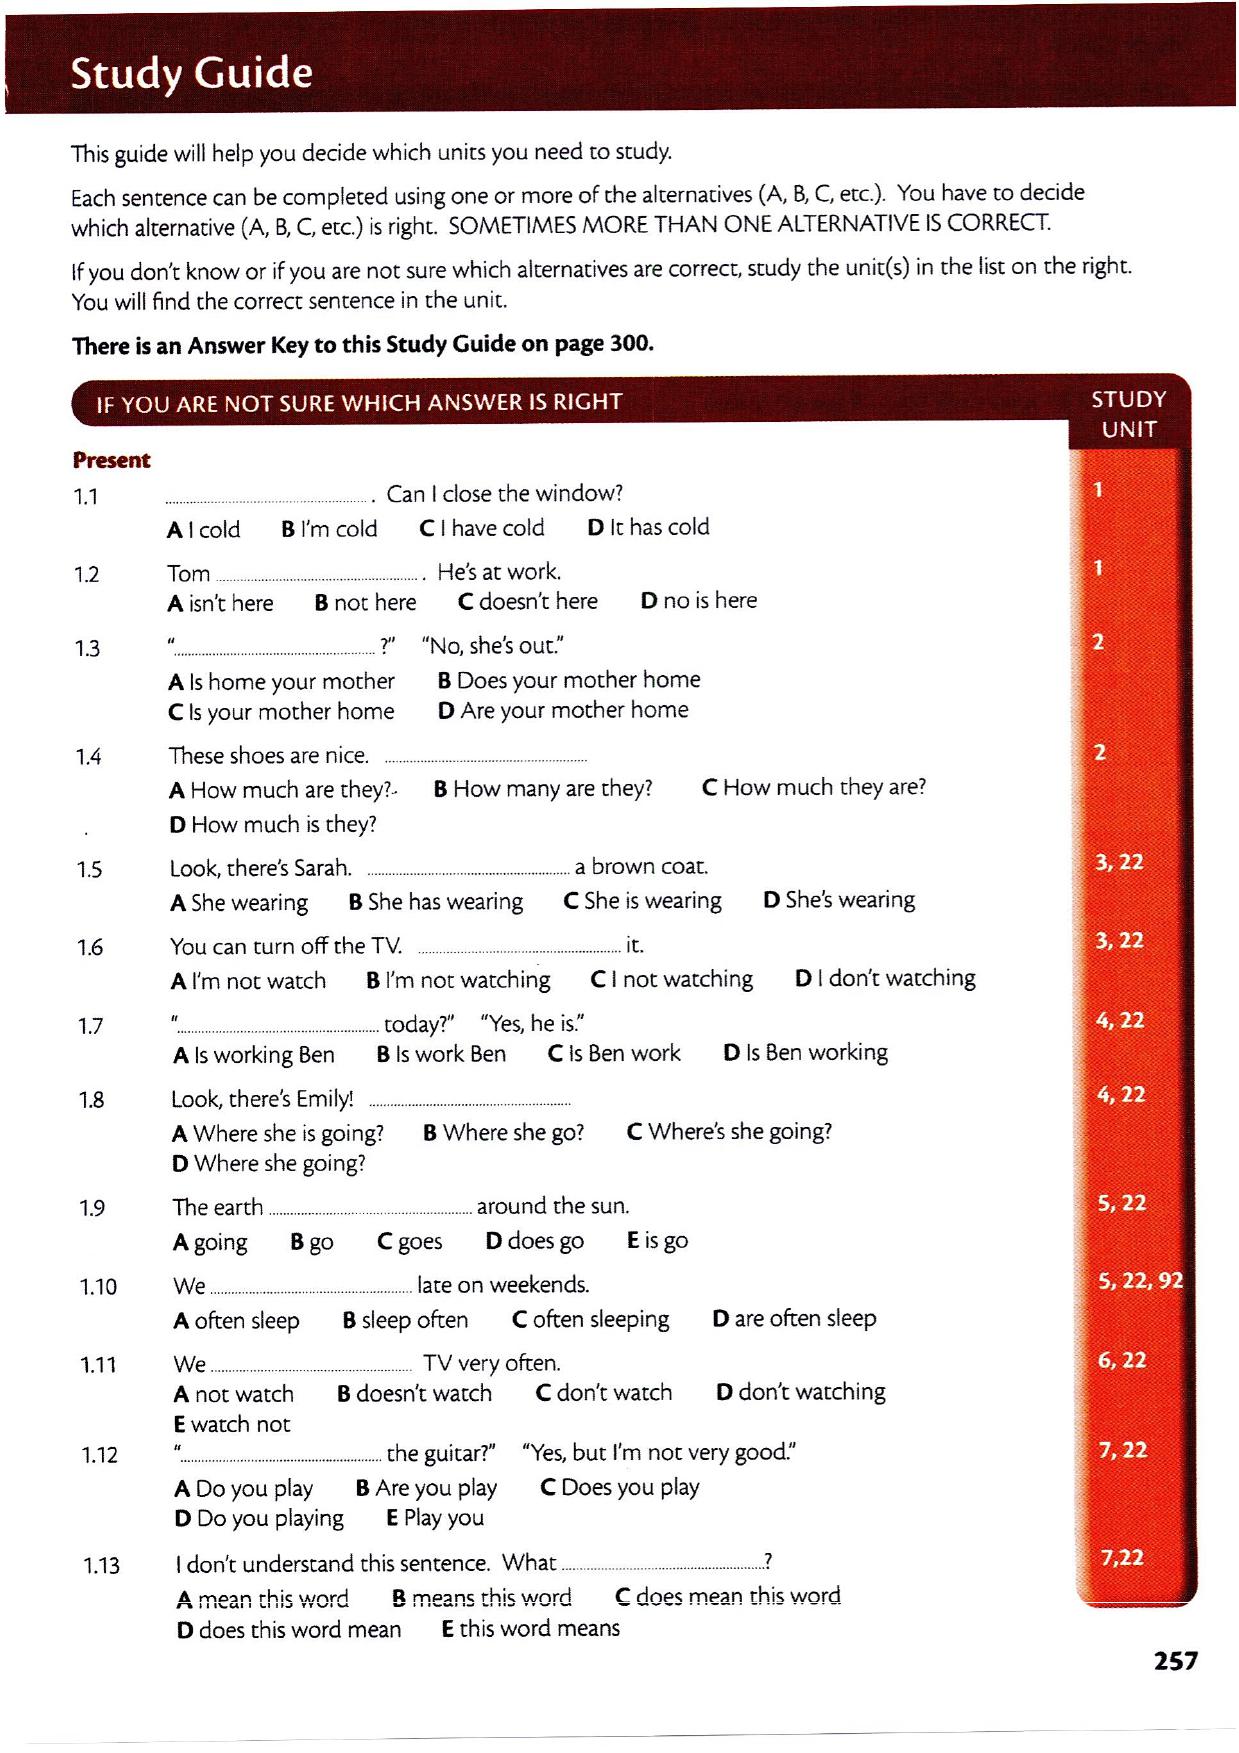 Study Guide
This guide will help you decide which units you need to study.
Each sentence can be completed using one or more of the alternatives (A, B, C, etc.). You have to decide
which alternative (A, B, C, etc.) is right. SOMETIMES MORE THAN ONE ALTERNATIVE IS CORRECT.
If you don't know or if you are not sure which alternatives are correct, study the unit(s) in the list on the right.
You will find the correct sentence in the unit.
There is an Answer Key to this Study Guide on page 300.
IF YOU ARE NOT SURE WHICH ANSWER IS RIGHT STUDY
UNIT
Present
1.1 .................... . Can I close the window? 1
A I cold B I'm cold C I have cold D It has cold
1.2 Tom .................... . He's at work. 1
A isn't here B not here C doesn't here D no is here
1.3 "....................?" "No, she's out." 2
A Is home your mother B Does your mother home
C Is your mother home D Are your mother home
1.4 These shoes are nice. .................... 2
A How much are they? B How many are they? C How much they are?
D How much is they?
1.5 Look, there's Sarah. .................... a brown coat. 3, 22
A She wearing B She has wearing C She is wearing D She's wearing
1.6 You can turn off the TV. .................... it. 3, 22
A I'm not watch B I'm not watching C I not watching D I don't watching
1.7 ".................... today?" "Yes, he is." 4, 22
A Is working Ben B Is work Ben C Is Ben work D Is Ben working
1.8 Look, there's Emily! .................... 4, 22
A Where she is going? B Where she go? C Where's she going?
D Where she going?
1.9 The earth .................... around the sun. 5, 22
A going B go C goes D does go E is go
1.10 We .................... late on weekends. 5, 22, 92
A often sleep B sleep often C often sleeping D are often sleep
1.11 We .................... TV very often. 6, 22
A not watch B doesn't watch C don't watch D don't watching
E watch not
1.12 ".................... the guitar?" "Yes, but I'm not very good." 7, 22
A Do you play B Are you play C Does you play
D Do you playing E Play you
1.13 I don't understand this sentence. What ....................? 7,22
A mean this word B means this word C does mean this word
D does this word mean E this word means
257